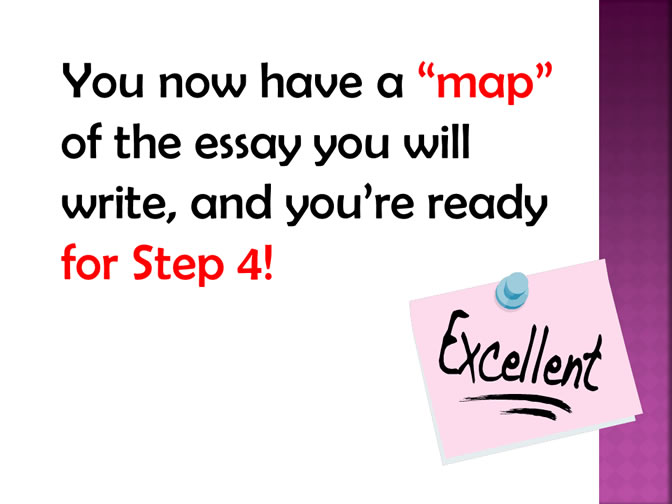 You now have a “map”
of the essay you will
write, and you’re ready
for Step 4!
Excellent